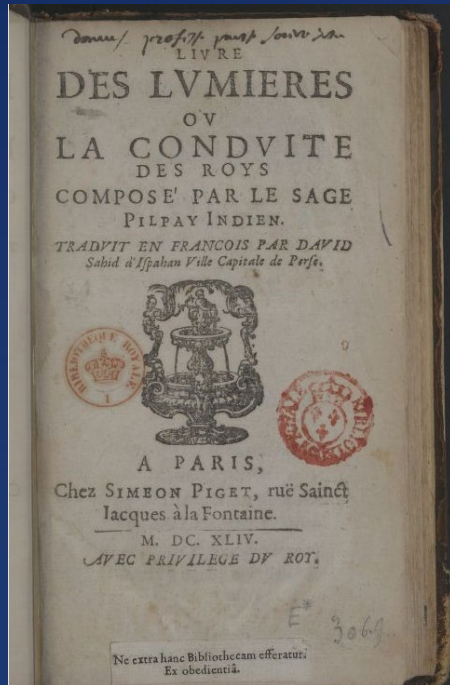 LIVRE
DES LVMIERES
OV
LA CONDVITE
DES ROYS
COMPOSE' PAR LE SAGE
PILPAY INDIEN.
TRADVIT EN FRANCOIS PAR DAVID
Sahid d'Ispahan Ville Capitale de Perse.
BIBLIOTHEQUE ROYALE
I
A PARIS,
Chez SIMEON PIGET, ruë Sainct
Iacques à la Fontaine.
M. DC. XLIV.
AVEC PRIVILEGE DV ROY.
E*
Ne extra hanc Bibliothecam efferatur.
Ex obedientiâ.